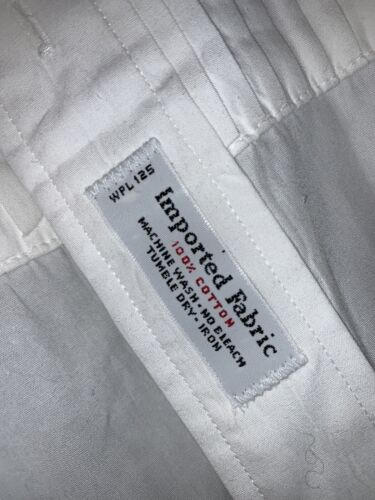 WPL 125
Imported Fabric
100% COTTON
MACHINE WASH • NO BLEACH
TUMBLE DRY • IRON